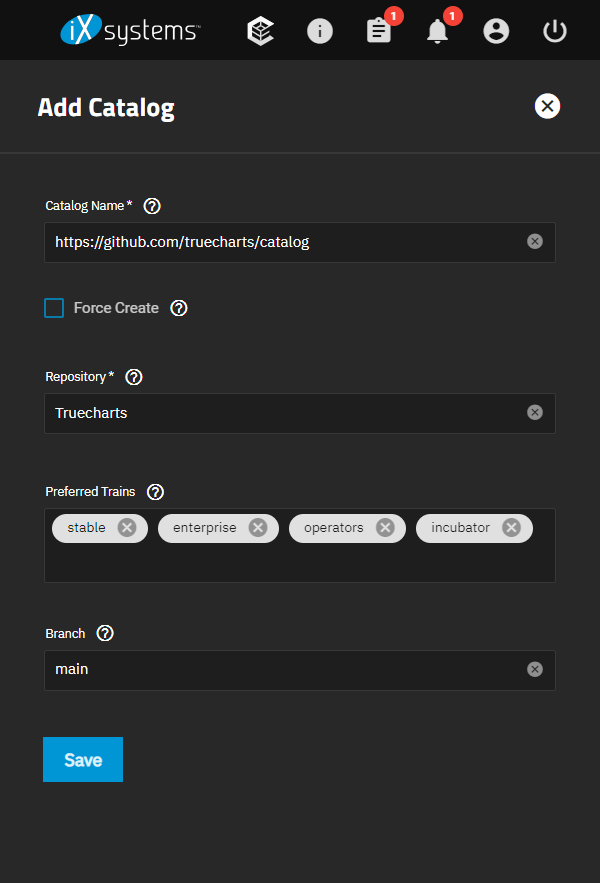 iX systems™
1
1
Add Catalog
Catalog Name *
https://github.com/truecharts/catalog
Force Create
Repository *
Truecharts
Preferred Trains
stable enterprise operators incubator
Branch
main
Save